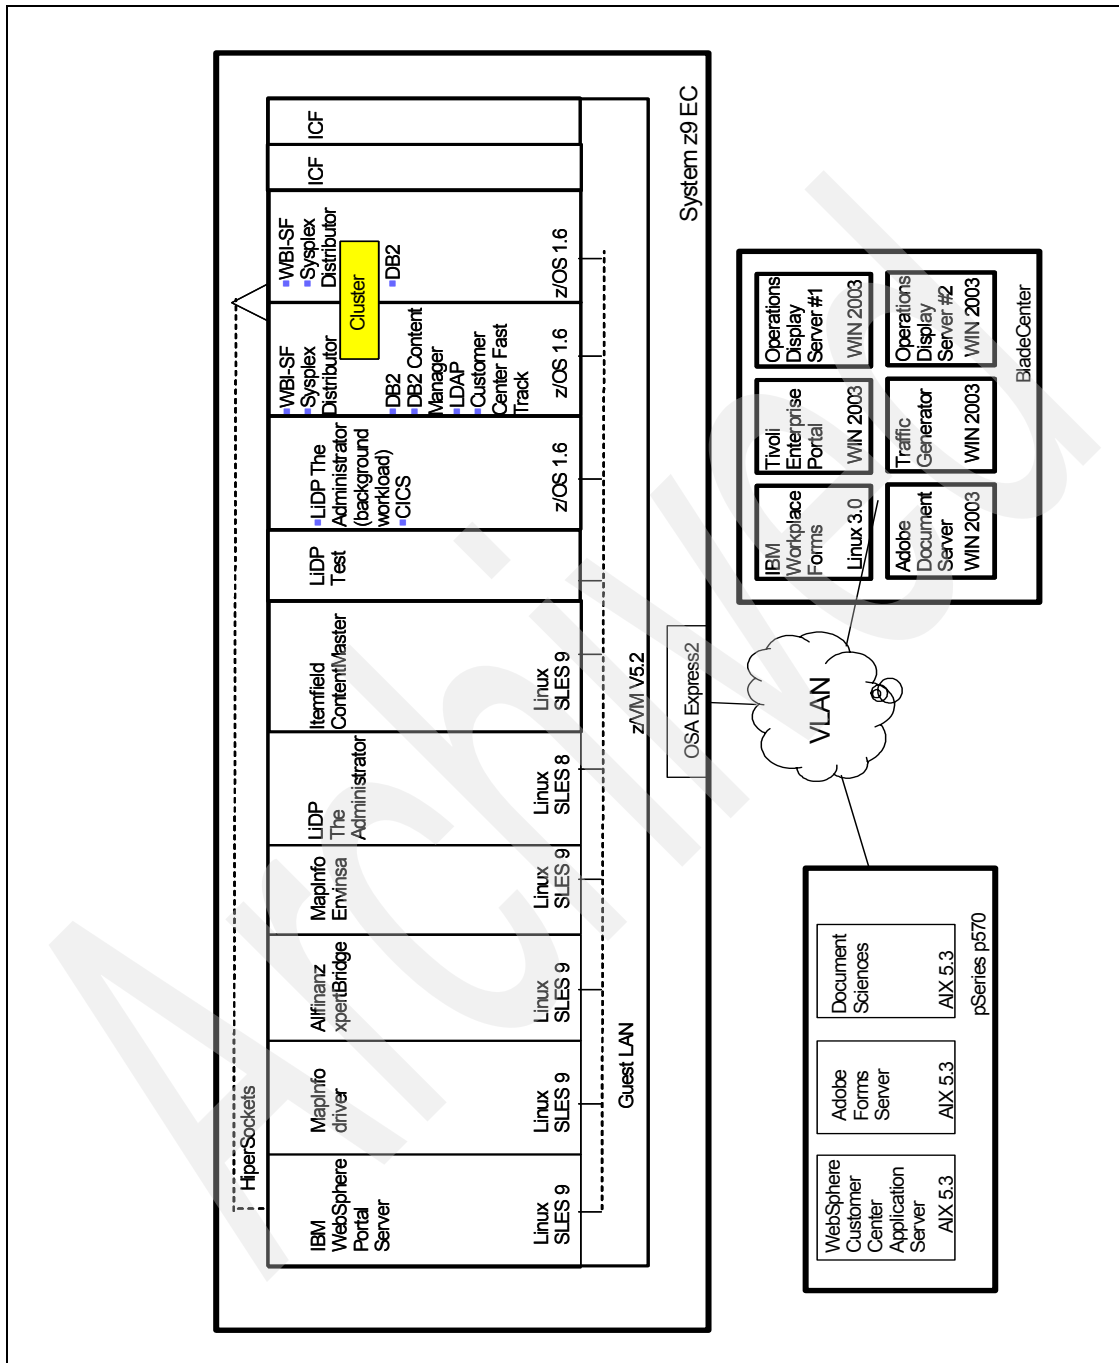 HiperSockets
IBM
WebSphere
Portal
Server
Linux
SLES 9
MapInfo
driver
Linux
SLES 9
Allfinanz
xpertBridge
Linux
SLES 9
MapInfo
Envinsa
Linux
SLES 9
LiDP
The
Administrator
Linux
SLES 8
Itemfield
ContentMaster
Linux
SLES 9
LiDP
Test
LiDP The
Administrator
(background
workload)
CICS
z/OS 1.6
WBI-SF
Sysplex
Distributor
DB2
DB2 Content
Manager
LDAP
Customer
Center Fast
Track
z/OS 1.6
Cluster
WBI-SF
Sysplex
Distributor
DB2
z/OS 1.6
ICF
ICF
Guest LAN
z/VM V5.2
OSA Express2
System z9 EC
VLAN
WebSphere
Customer
Center
Application
Server
AIX 5.3
Adobe
Forms
Server
AIX 5.3
Document
Sciences
AIX 5.3
pSeries p570
IBM
Workplace
Forms
Linux 3.0
Tivoli
Enterprise
Portal
WIN 2003
Operations
Display
Server #1
WIN 2003
Adobe
Document
Server
WIN 2003
Traffic
Generator
WIN 2003
Operations
Display
Server #2
WIN 2003
BladeCenter
Archived